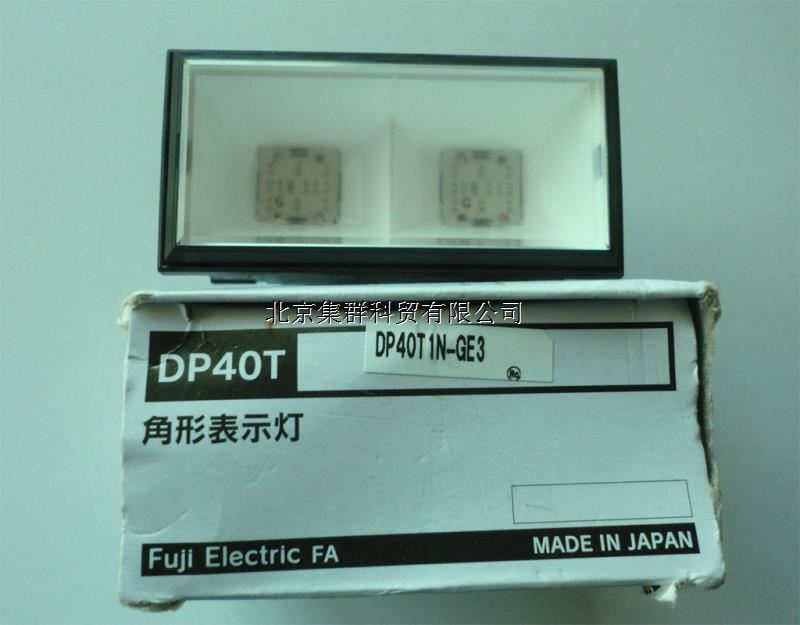 G
G
北京集群科贸有限公司
DP40T
DP40T1N-GE3
角形表示灯
Fuji Electric FA
MADE IN JAPAN